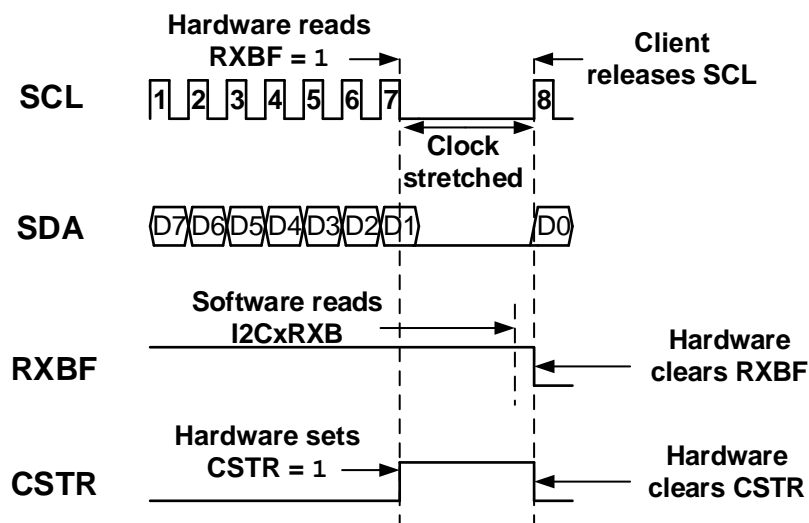 Hardware reads
RXBF = 1
Client
releases SCL
SCL
1 2 3 4 5 6 7 8
Clock
stretched
SDA
D7 D6 D5 D4 D3 D2 D1 D0
Software reads
I2CxRXB
RXBF
Hardware
clears RXBF
Hardware sets
CSTR = 1
CSTR
Hardware
clears CSTR